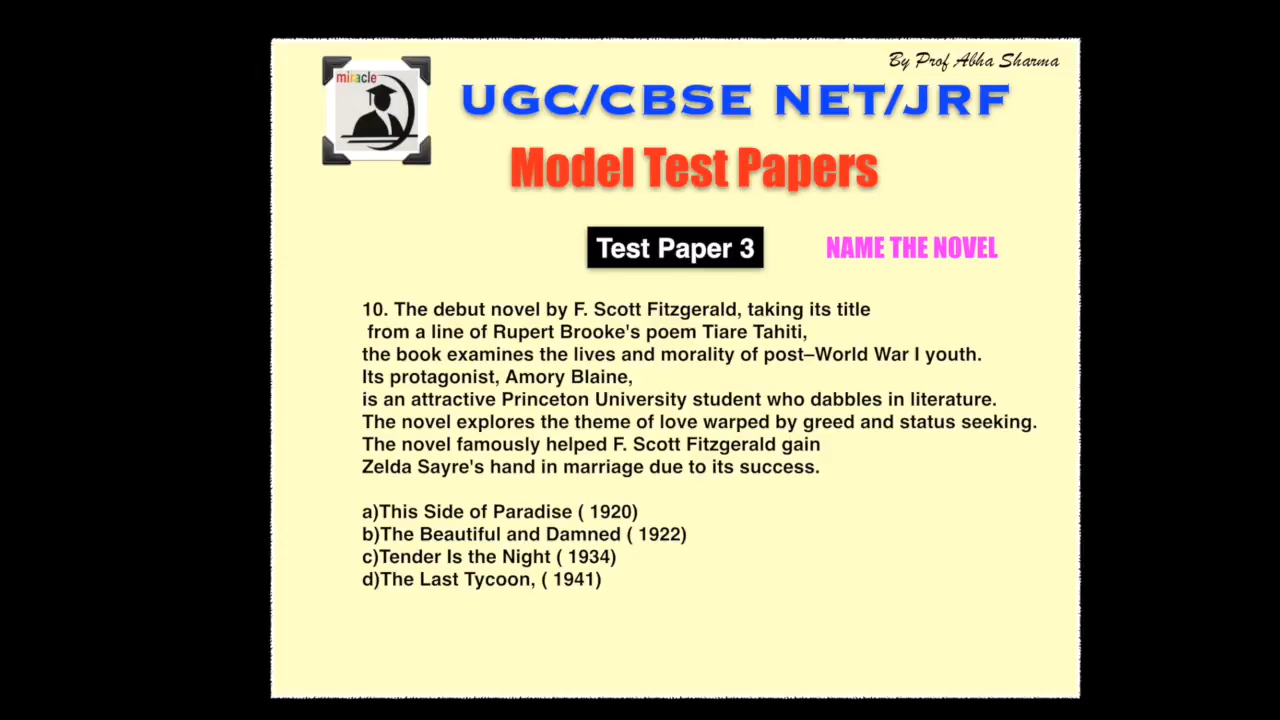 By Prof Abha Sharma
miracle
UGC/CBSE NET/JRF
Model Test Papers
Test Paper 3
NAME THE NOVEL
10. The debut novel by F. Scott Fitzgerald, taking its title
from a line of Rupert Brooke's poem Tiare Tahiti,
the book examines the lives and morality of post–World War I youth.
Its protagonist, Amory Blaine,
is an attractive Princeton University student who dabbles in literature.
The novel explores the theme of love warped by greed and status seeking.
The novel famously helped F. Scott Fitzgerald gain
Zelda Sayre's hand in marriage due to its success.
a)This Side of Paradise ( 1920)
b)The Beautiful and Damned ( 1922)
c)Tender Is the Night ( 1934)
d)The Last Tycoon, ( 1941)